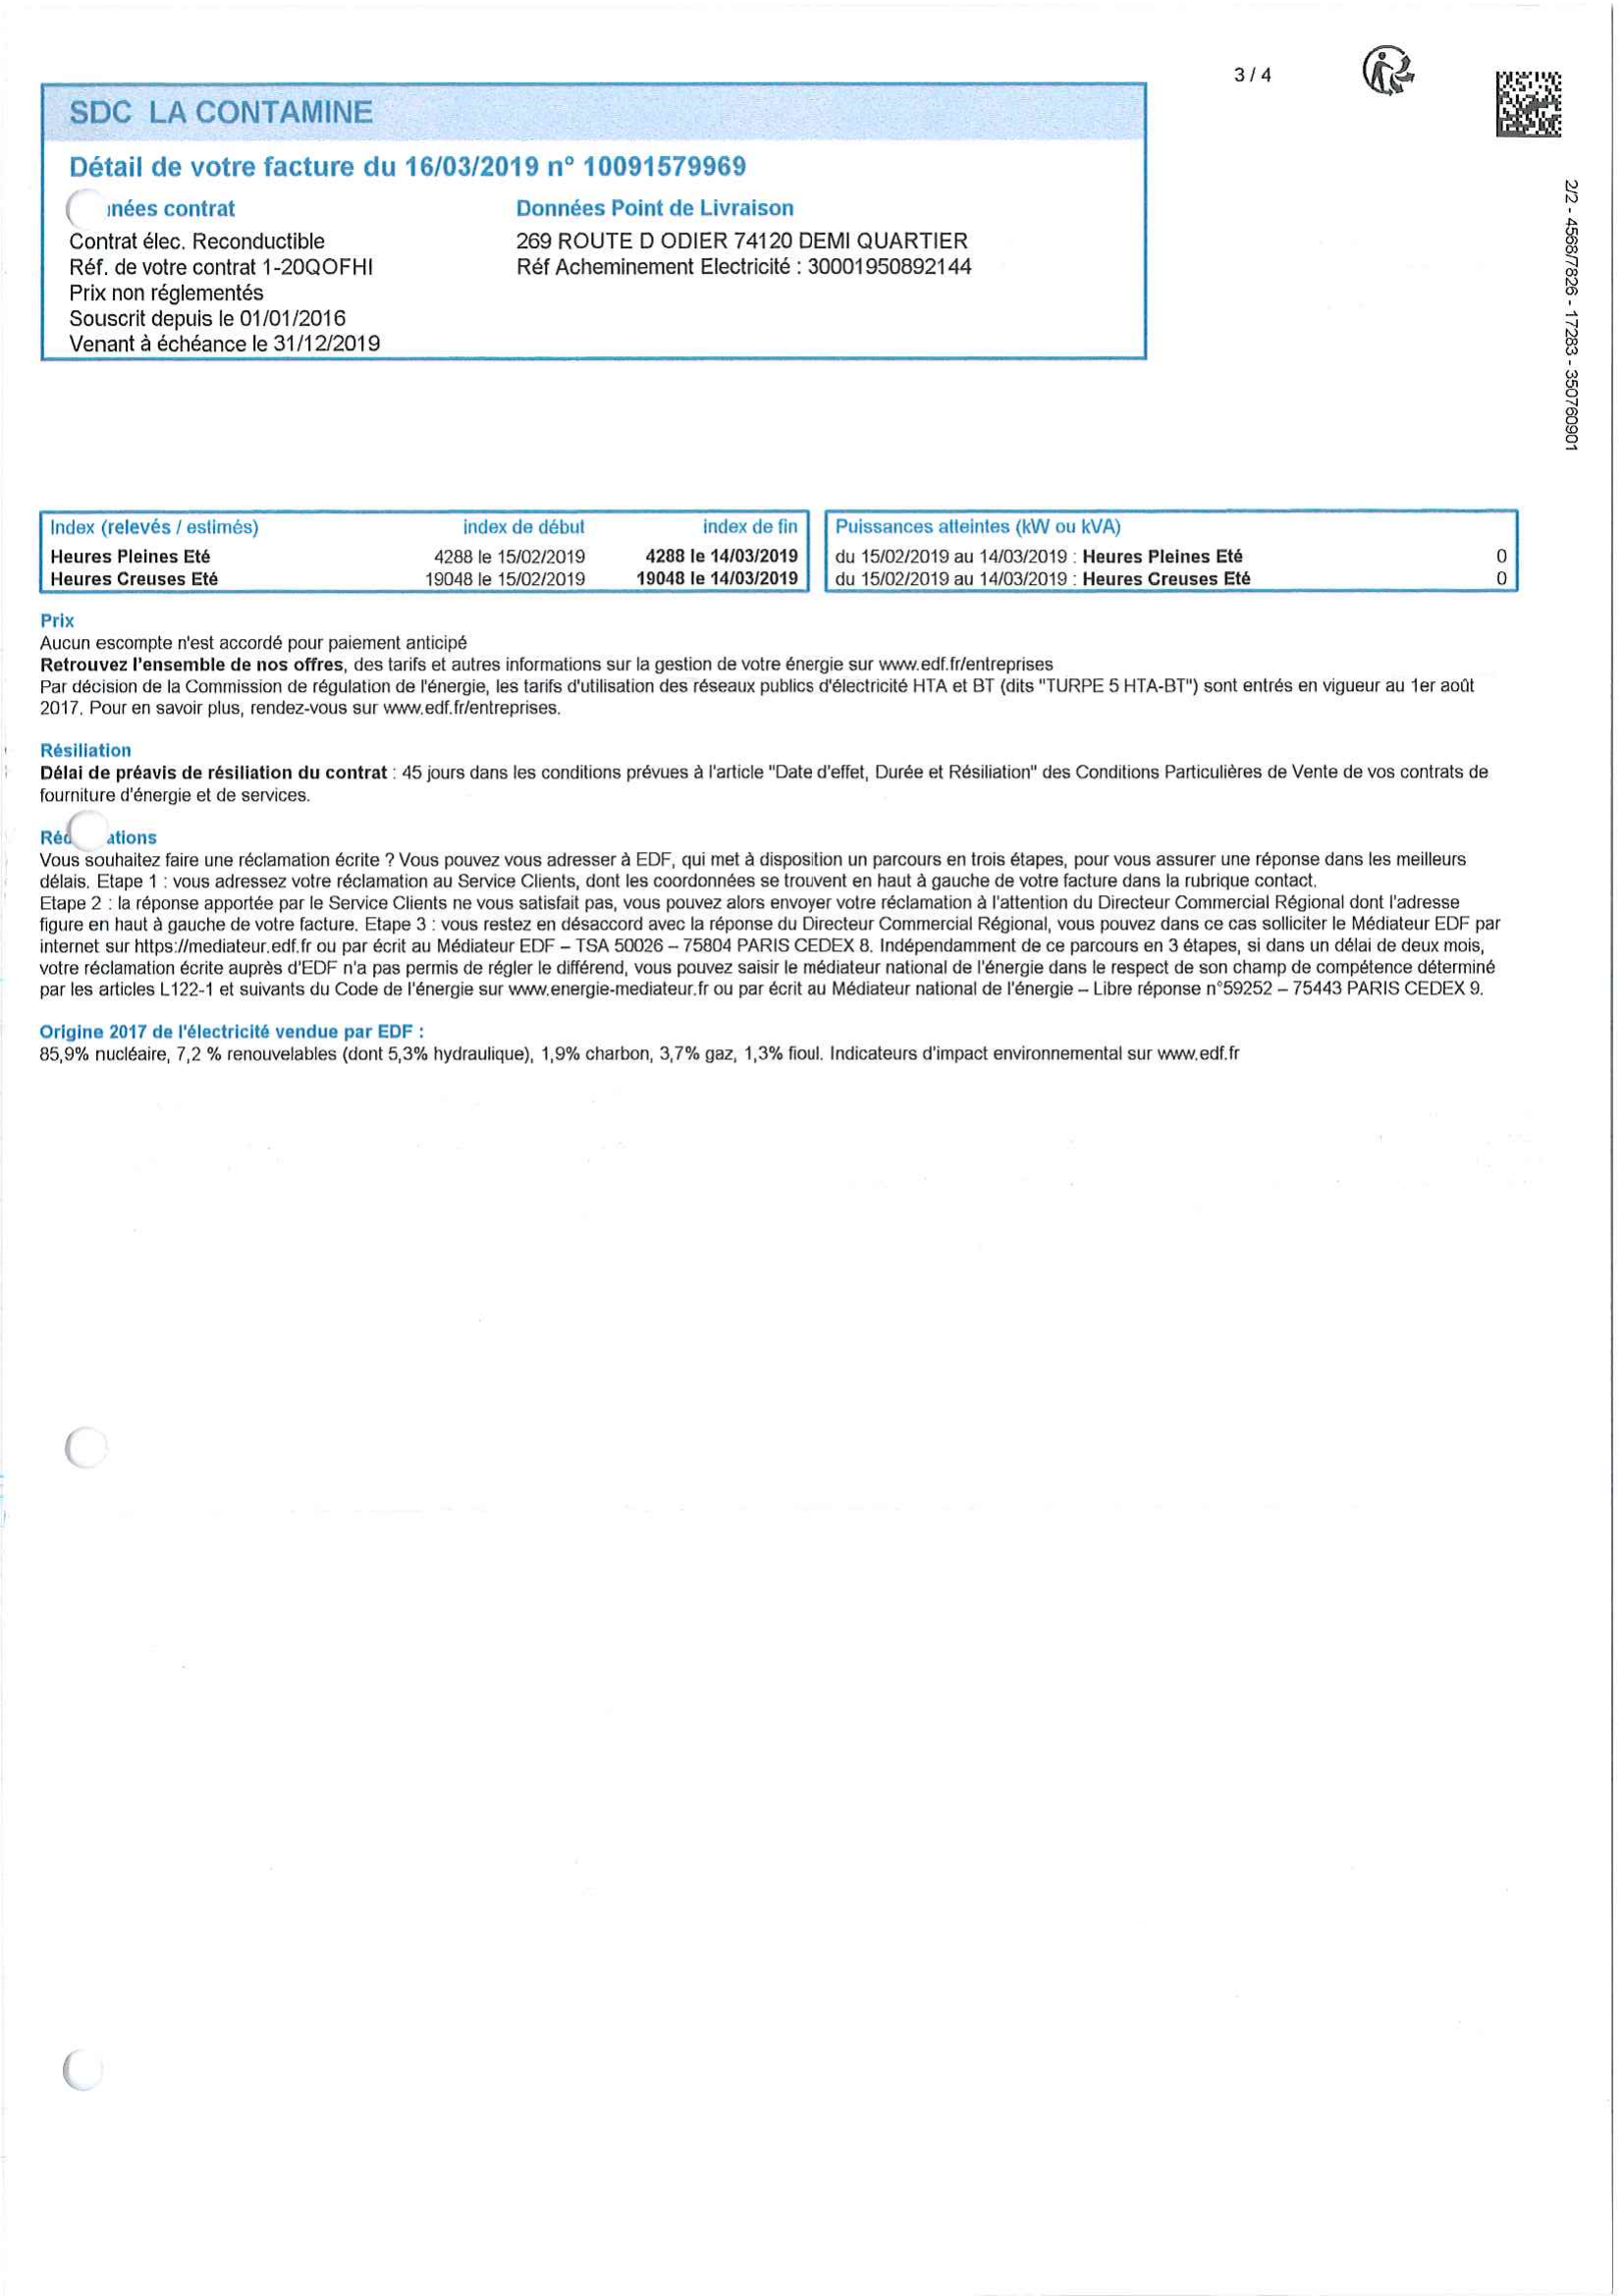 3 / 4
SDC LA CONTAMINE
Détail de votre facture du 16/03/2019 n° 10091579969
nées contrat
Données Point de Livraison
Contrat élec. Reconductible
269 ROUTE D ODIER 74120 DEMI QUARTIER
Réf. de votre contrat 1-20QOFHI
Réf Acheminement Electricité : 30001950892144
Prix non réglementés
Souscrit depuis le 01/01/2016
Venant à échéance le 31/12/2019
2/2 - 4568/7826 - 17283 - 350760901
Index (relevés / estimés) index de début index de fin
Heures Pleines Eté 4288 le 15/02/2019 4288 le 14/03/2019
Heures Creuses Eté 19048 le 15/02/2019 19048 le 14/03/2019
Puissances atteintes (kW ou kVA)
du 15/02/2019 au 14/03/2019 : Heures Pleines Eté 0
du 15/02/2019 au 14/03/2019 : Heures Creuses Eté 0
Prix
Aucun escompte n'est accordé pour paiement anticipé
Retrouvez l'ensemble de nos offres, des tarifs et autres informations sur la gestion de votre énergie sur www.edf.fr/entreprises
Par décision de la Commission de régulation de l'énergie, les tarifs d'utilisation des réseaux publics d'électricité HTA et BT (dits "TURPE 5 HTA-BT") sont entrés en vigueur au 1er août
2017. Pour en savoir plus, rendez-vous sur www.edf.fr/entreprises.
Résiliation
Délai de préavis de résiliation du contrat : 45 jours dans les conditions prévues à l'article "Date d'effet, Durée et Résiliation" des Conditions Particulières de Vente de vos contrats de
fourniture d'énergie et de services.
Ré ations
Vous souhaitez faire une réclamation écrite ? Vous pouvez vous adresser à EDF, qui met à disposition un parcours en trois étapes, pour vous assurer une réponse dans les meilleurs
délais. Etape 1 : vous adressez votre réclamation au Service Clients, dont les coordonnées se trouvent en haut à gauche de votre facture dans la rubrique contact.
Etape 2 : la réponse apportée par le Service Clients ne vous satisfait pas, vous pouvez alors envoyer votre réclamation à l'attention du Directeur Commercial Régional dont l'adresse
figure en haut à gauche de votre facture. Etape 3 : vous restez en désaccord avec la réponse du Directeur Commercial Régional, vous pouvez dans ce cas solliciter le Médiateur EDF par
internet sur https://mediateur.edf.fr ou par écrit au Médiateur EDF – TSA 50026 – 75804 PARIS CEDEX 8. Indépendamment de ce parcours en 3 étapes, si dans un délai de deux mois,
votre réclamation écrite auprès d'EDF n'a pas permis de régler le différend, vous pouvez saisir le médiateur national de l'énergie dans le respect de son champ de compétence déterminé
par les articles L122-1 et suivants du Code de l'énergie sur www.energie-mediateur.fr ou par écrit au Médiateur national de l'énergie – Libre réponse n°59252 – 75443 PARIS CEDEX 9.
Origine 2017 de l'électricité vendue par EDF :
85,9% nucléaire, 7,2 % renouvelables (dont 5,3% hydraulique), 1,9% charbon, 3,7% gaz, 1,3% fioul. Indicateurs d'impact environnemental sur www.edf.fr